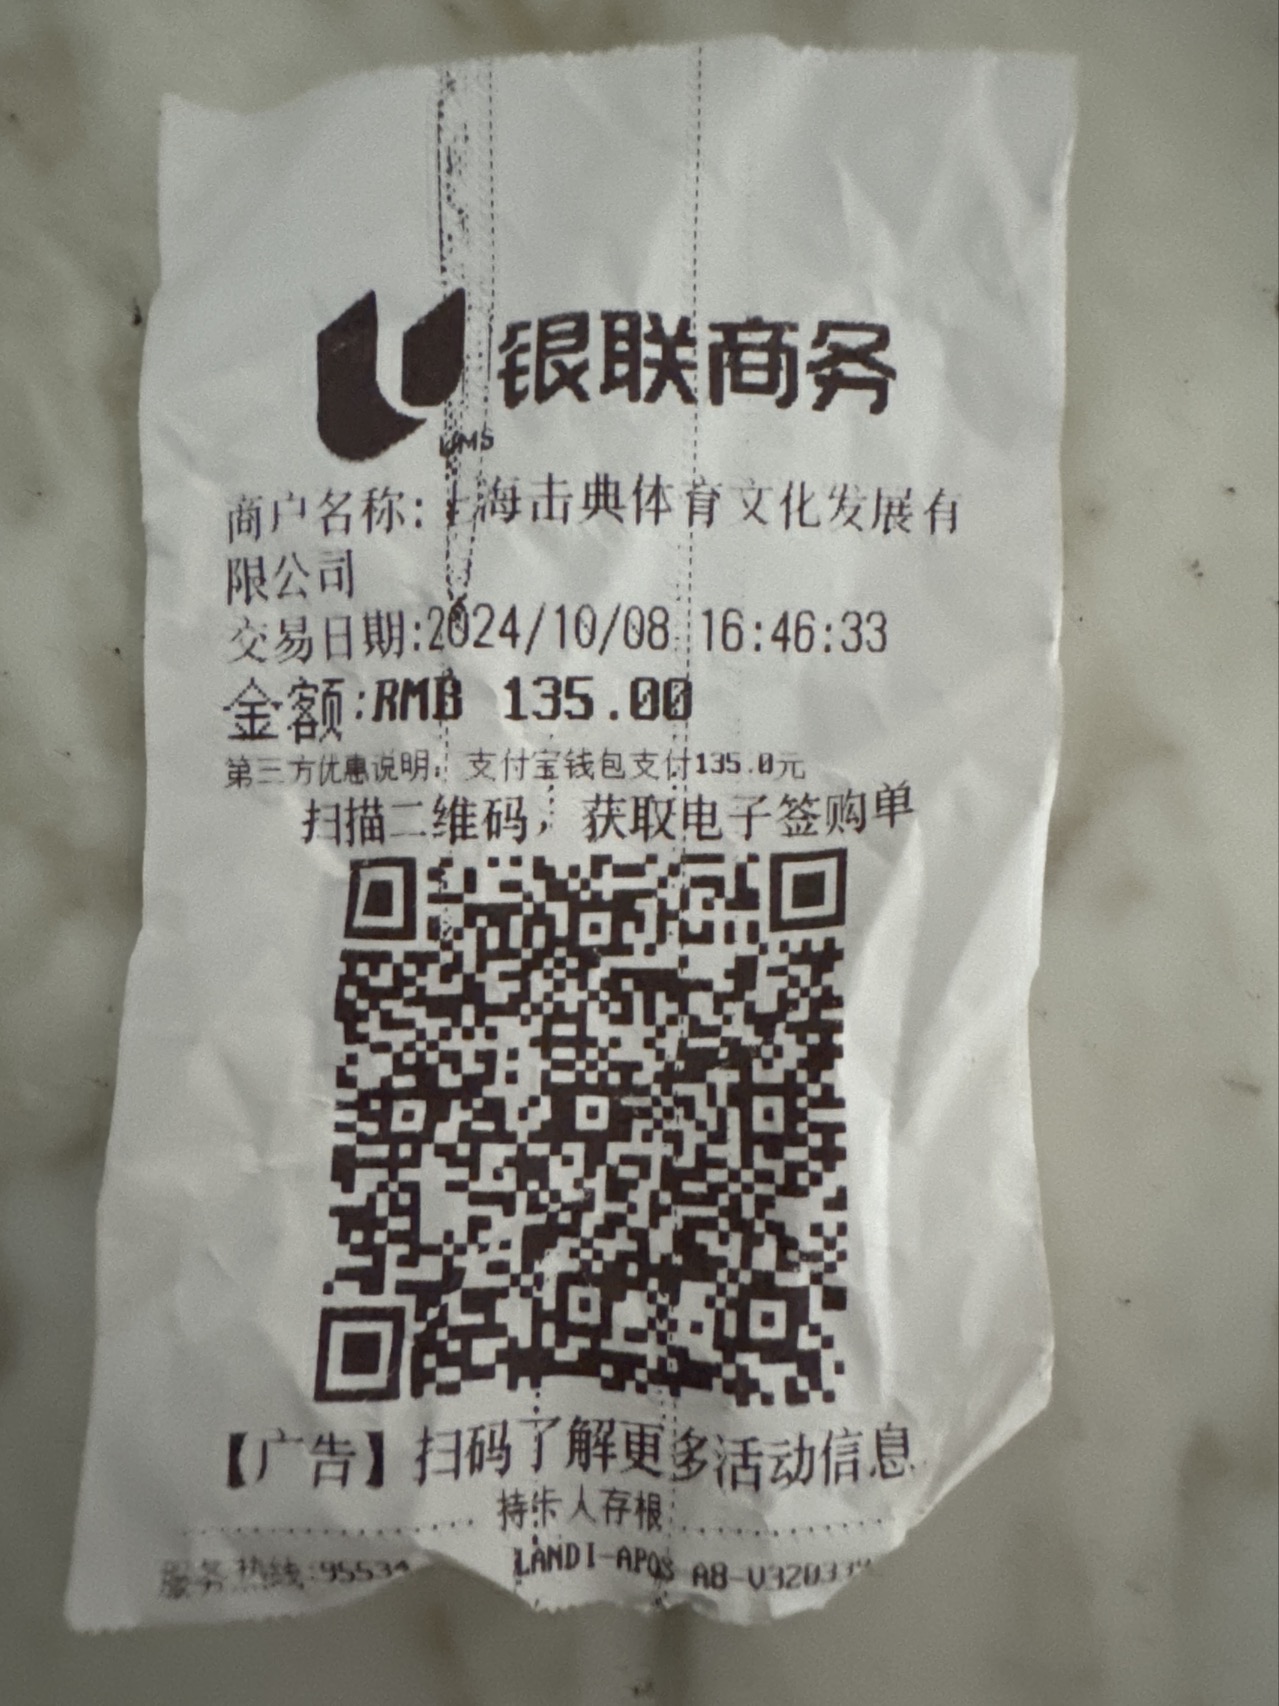 银联商务
UMS
商户名称:上海击典体育文化发展有
限公司
交易日期:2024/10/08 16:46:33
金额:RMB 135.00
第三方优惠说明: 支付宝钱包支付135.0元
扫描二维码，获取电子签购单
【广告】扫码了解更多活动信息
持卡人存根
服务热线:95534 LANDI-APOS A8-V32033